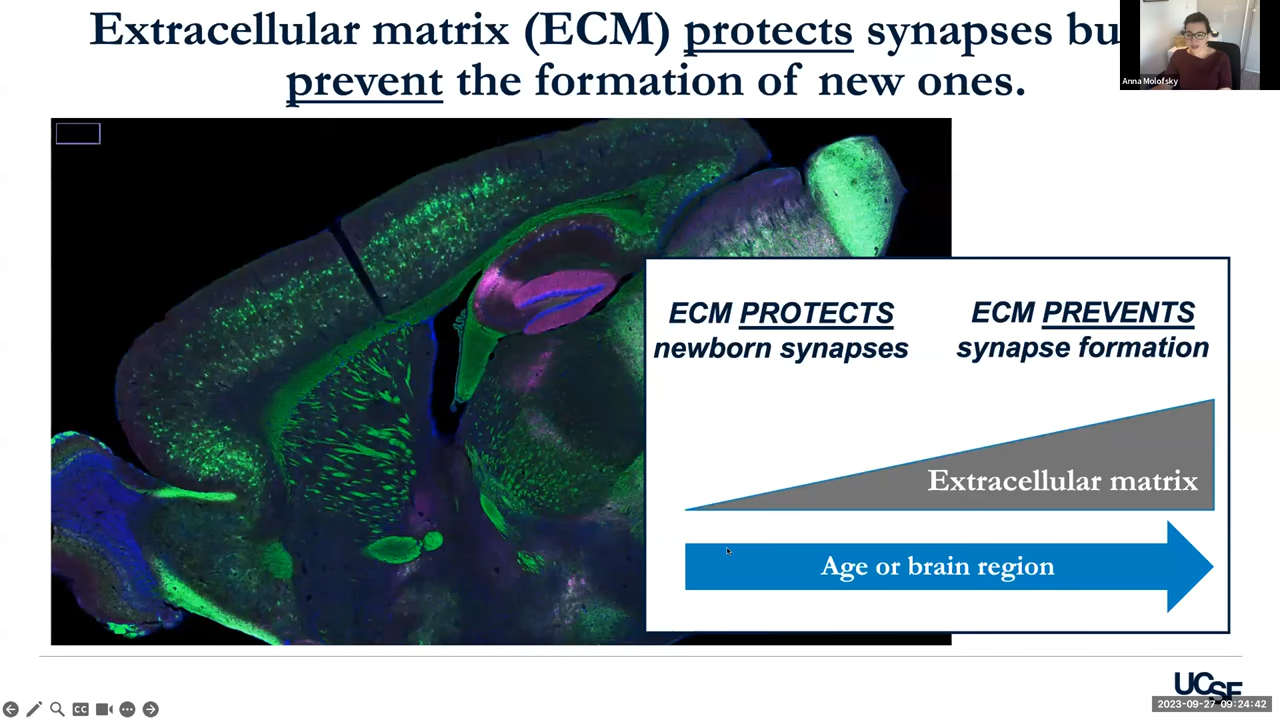 Extracellular matrix (ECM) protects synapses bu
prevent the formation of new ones.
Anna Molofsky
ECM PROTECTS
newborn synapses
ECM PREVENTS
synapse formation
Extracellular matrix
Age or brain region
UCSF
CC
2023-09-27 09:24:42